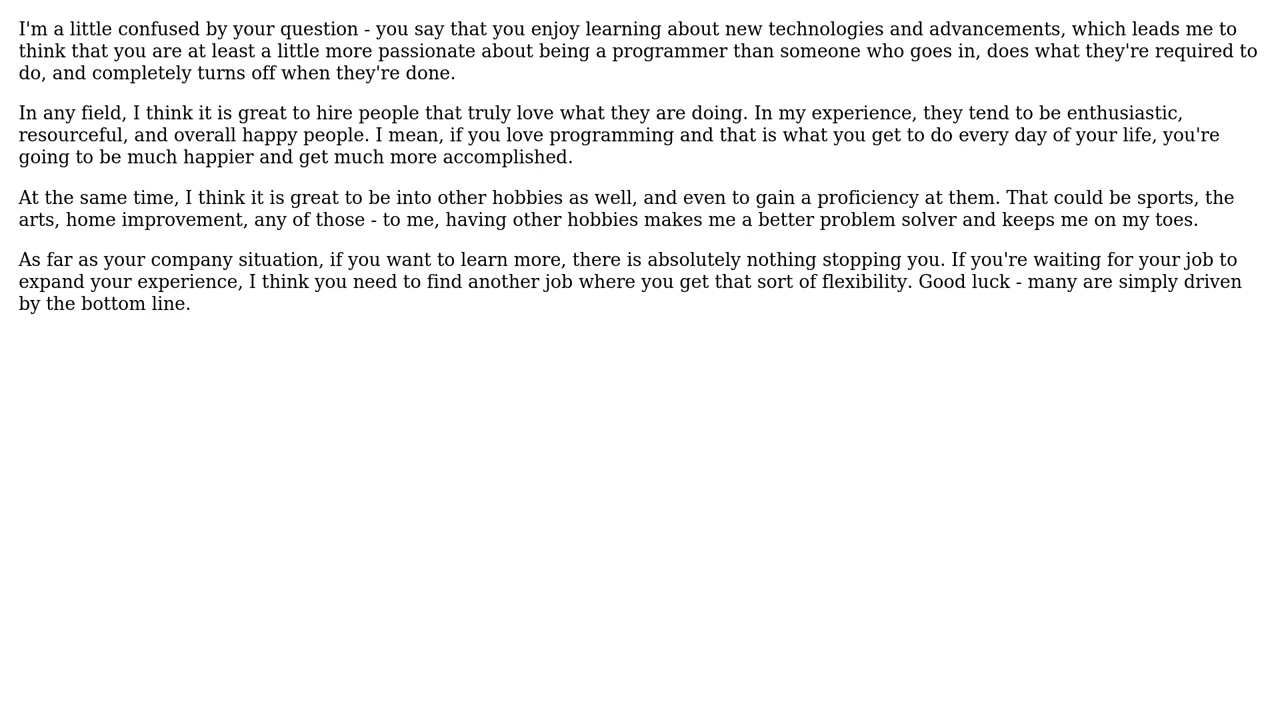 I'm a little confused by your question - you say that you enjoy learning about new technologies and advancements, which leads me to
think that you are at least a little more passionate about being a programmer than someone who goes in, does what they're required to
do, and completely turns off when they're done.
In any field, I think it is great to hire people that truly love what they are doing. In my experience, they tend to be enthusiastic,
resourceful, and overall happy people. I mean, if you love programming and that is what you get to do every day of your life, you're
going to be much happier and get much more accomplished.
At the same time, I think it is great to be into other hobbies as well, and even to gain a proficiency at them. That could be sports, the
arts, home improvement, any of those - to me, having other hobbies makes me a better problem solver and keeps me on my toes.
As far as your company situation, if you want to learn more, there is absolutely nothing stopping you. If you're waiting for your job to
expand your experience, I think you need to find another job where you get that sort of flexibility. Good luck - many are simply driven
by the bottom line.